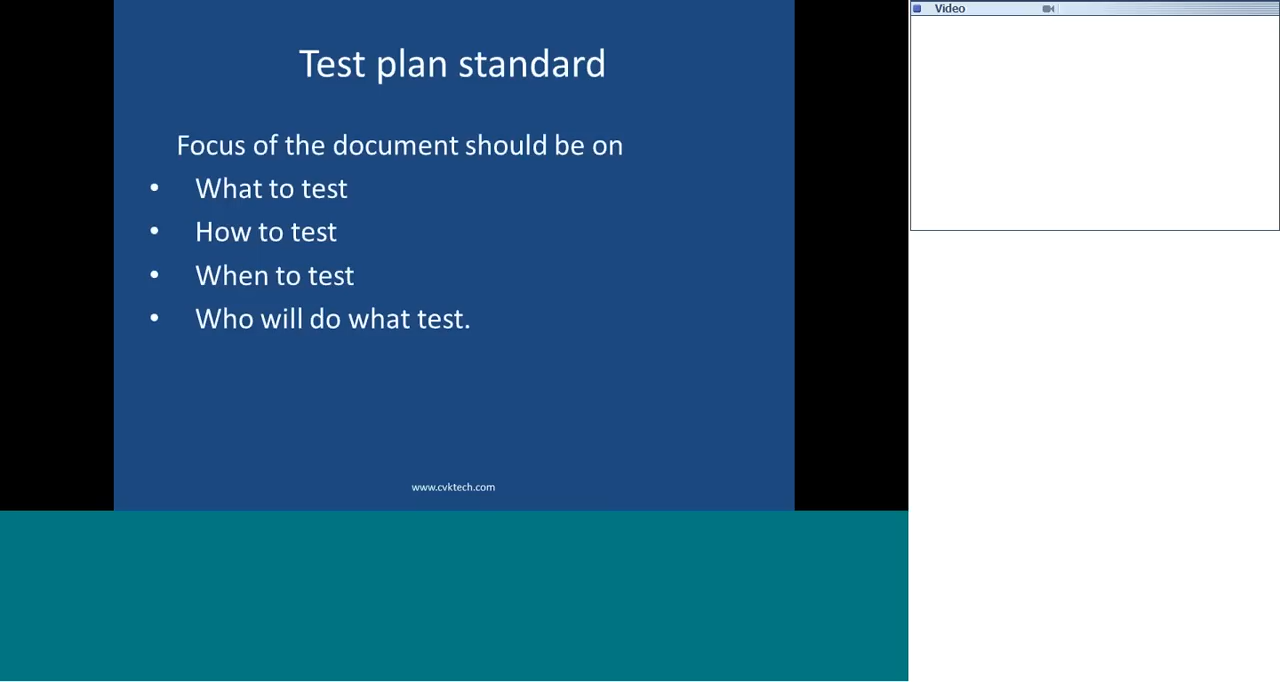 Video
Test plan standard
Focus of the document should be on
• What to test
• How to test
• When to test
• Who will do what test.
www.cvktech.com